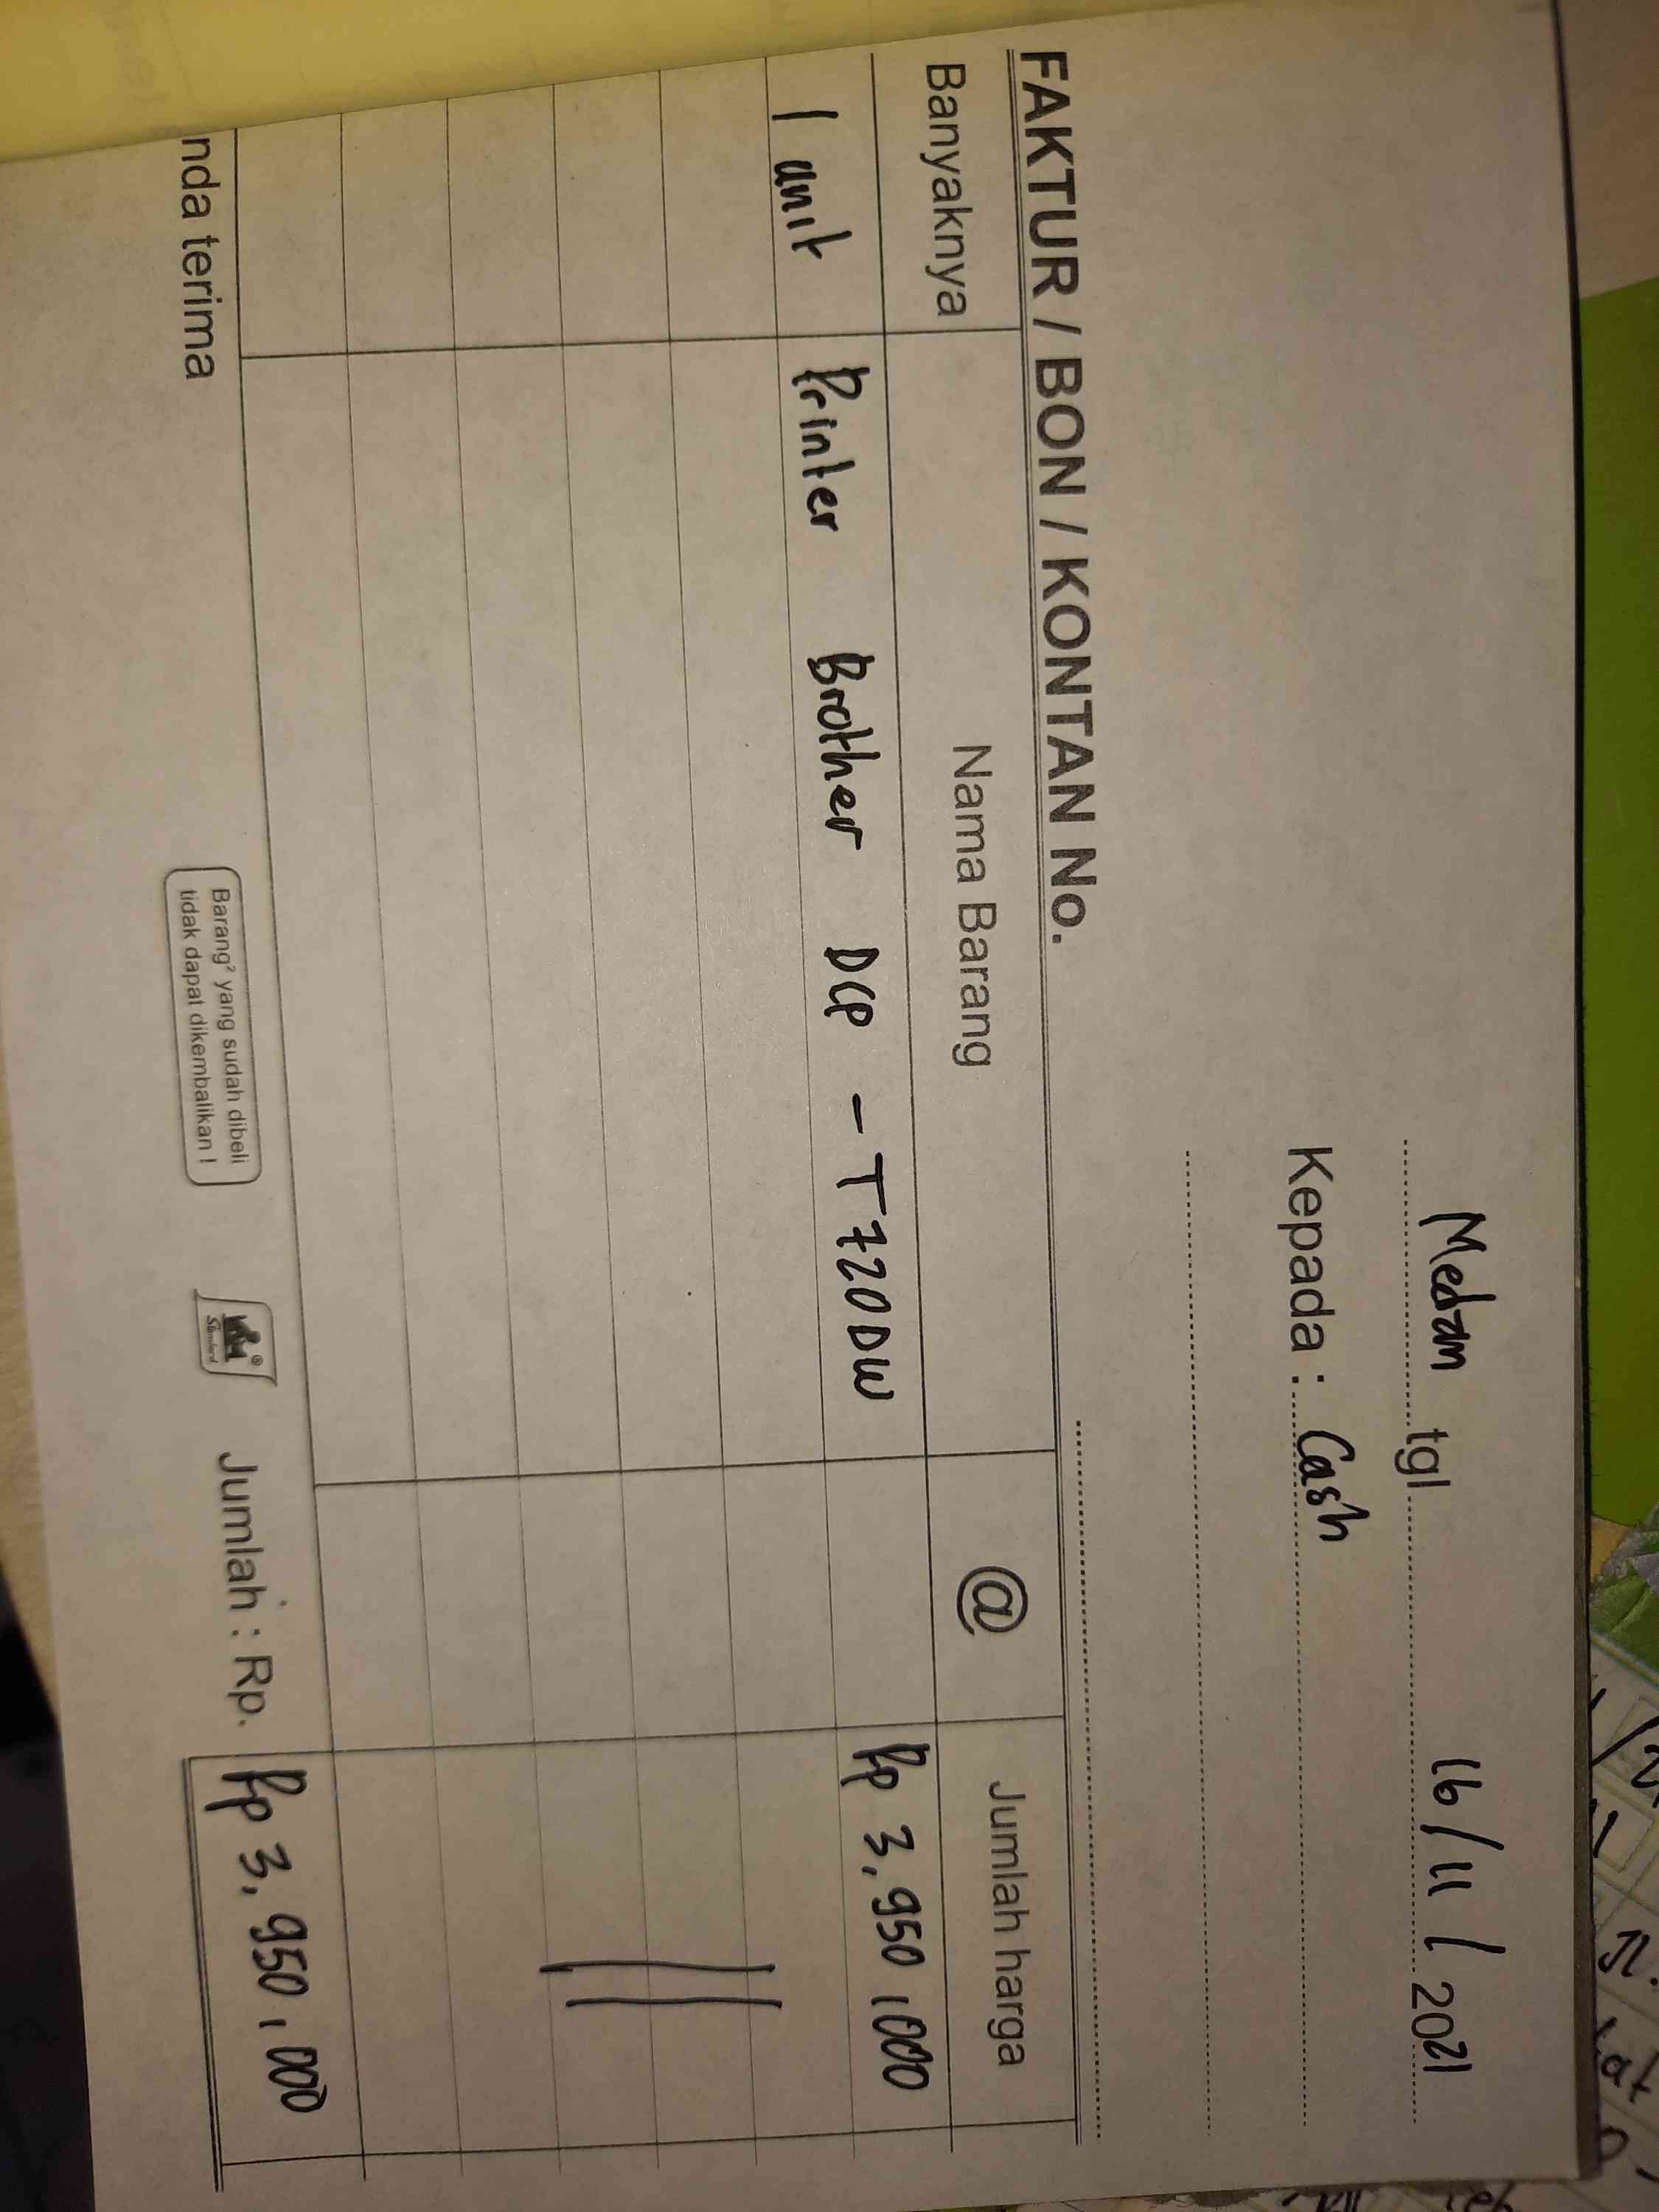 Medan tgl 16/11/2021
Kepada : Cash
FAKTUR / BON / KONTAN No.
Banyaknya Nama Barang @ Jumlah harga
1 unit Printer Brother DCP - T720DW Rp 3,950,000
nda terima
Barang² yang sudah dibeli
tidak dapat dikembalikan !
Standard
Jumlah : Rp. Rp 3,950,000